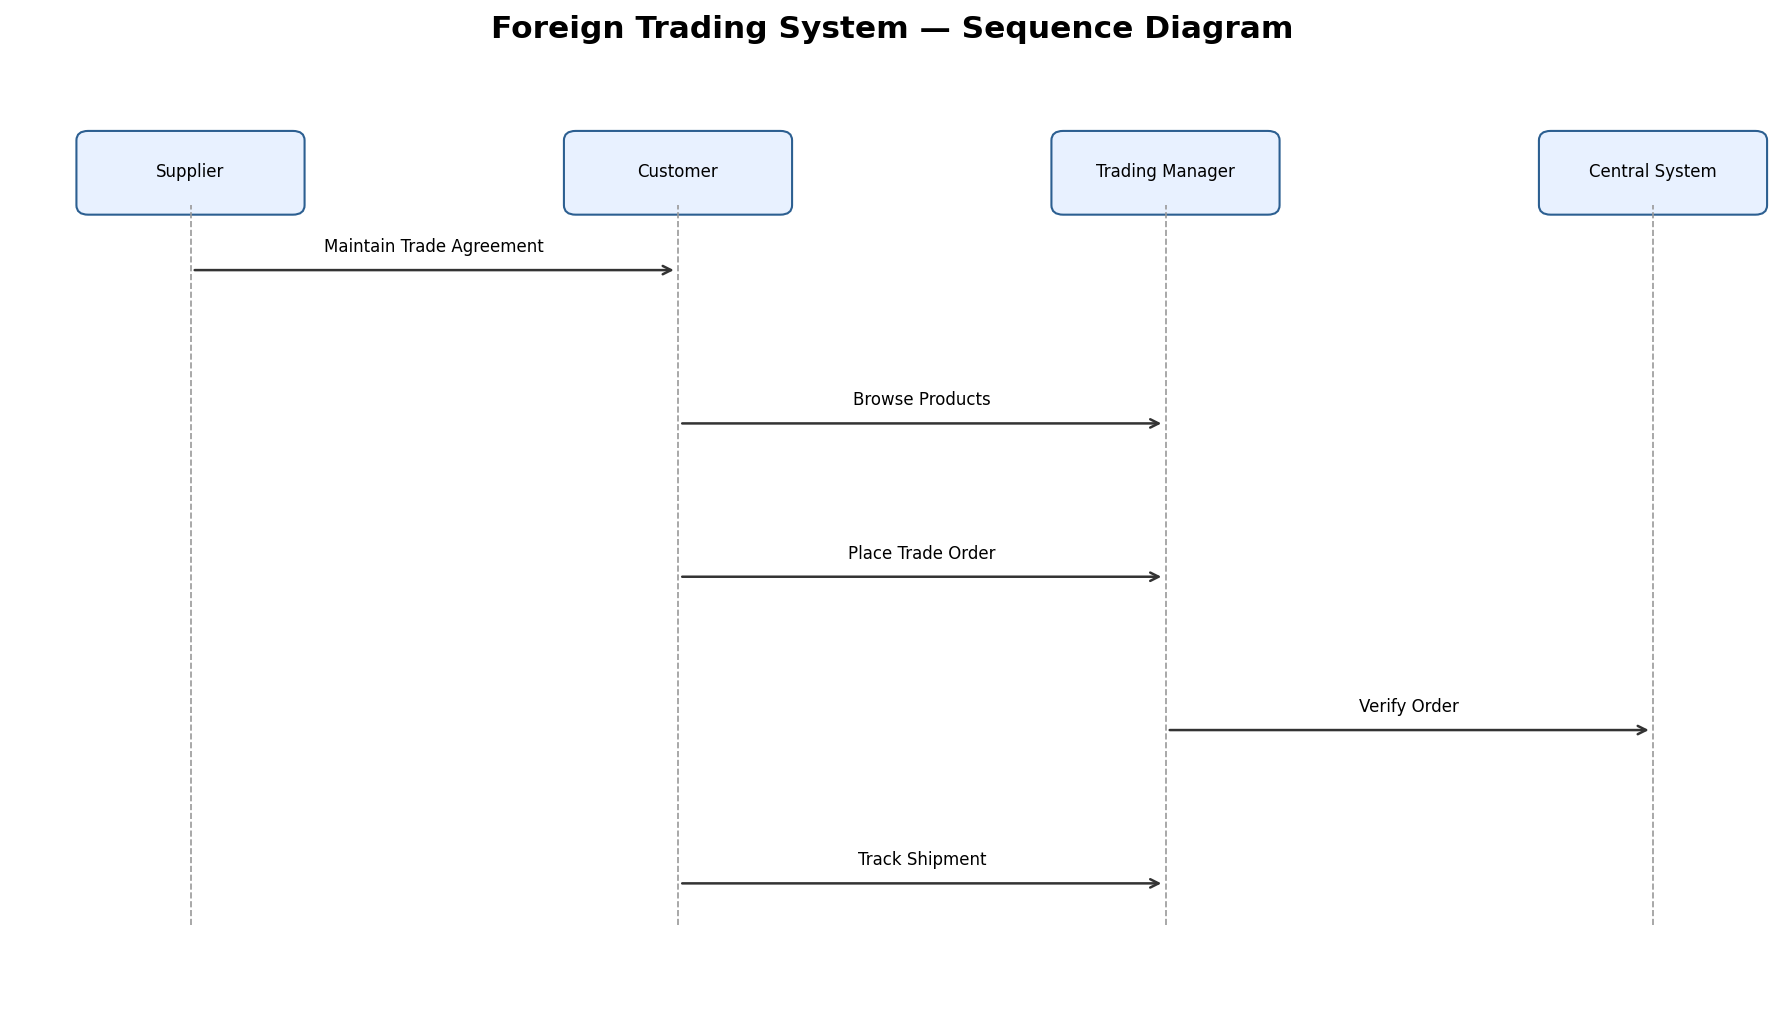 Foreign Trading System — Sequence Diagram
Supplier
Customer
Trading Manager
Central System
Maintain Trade Agreement
Browse Products
Place Trade Order
Verify Order
Track Shipment